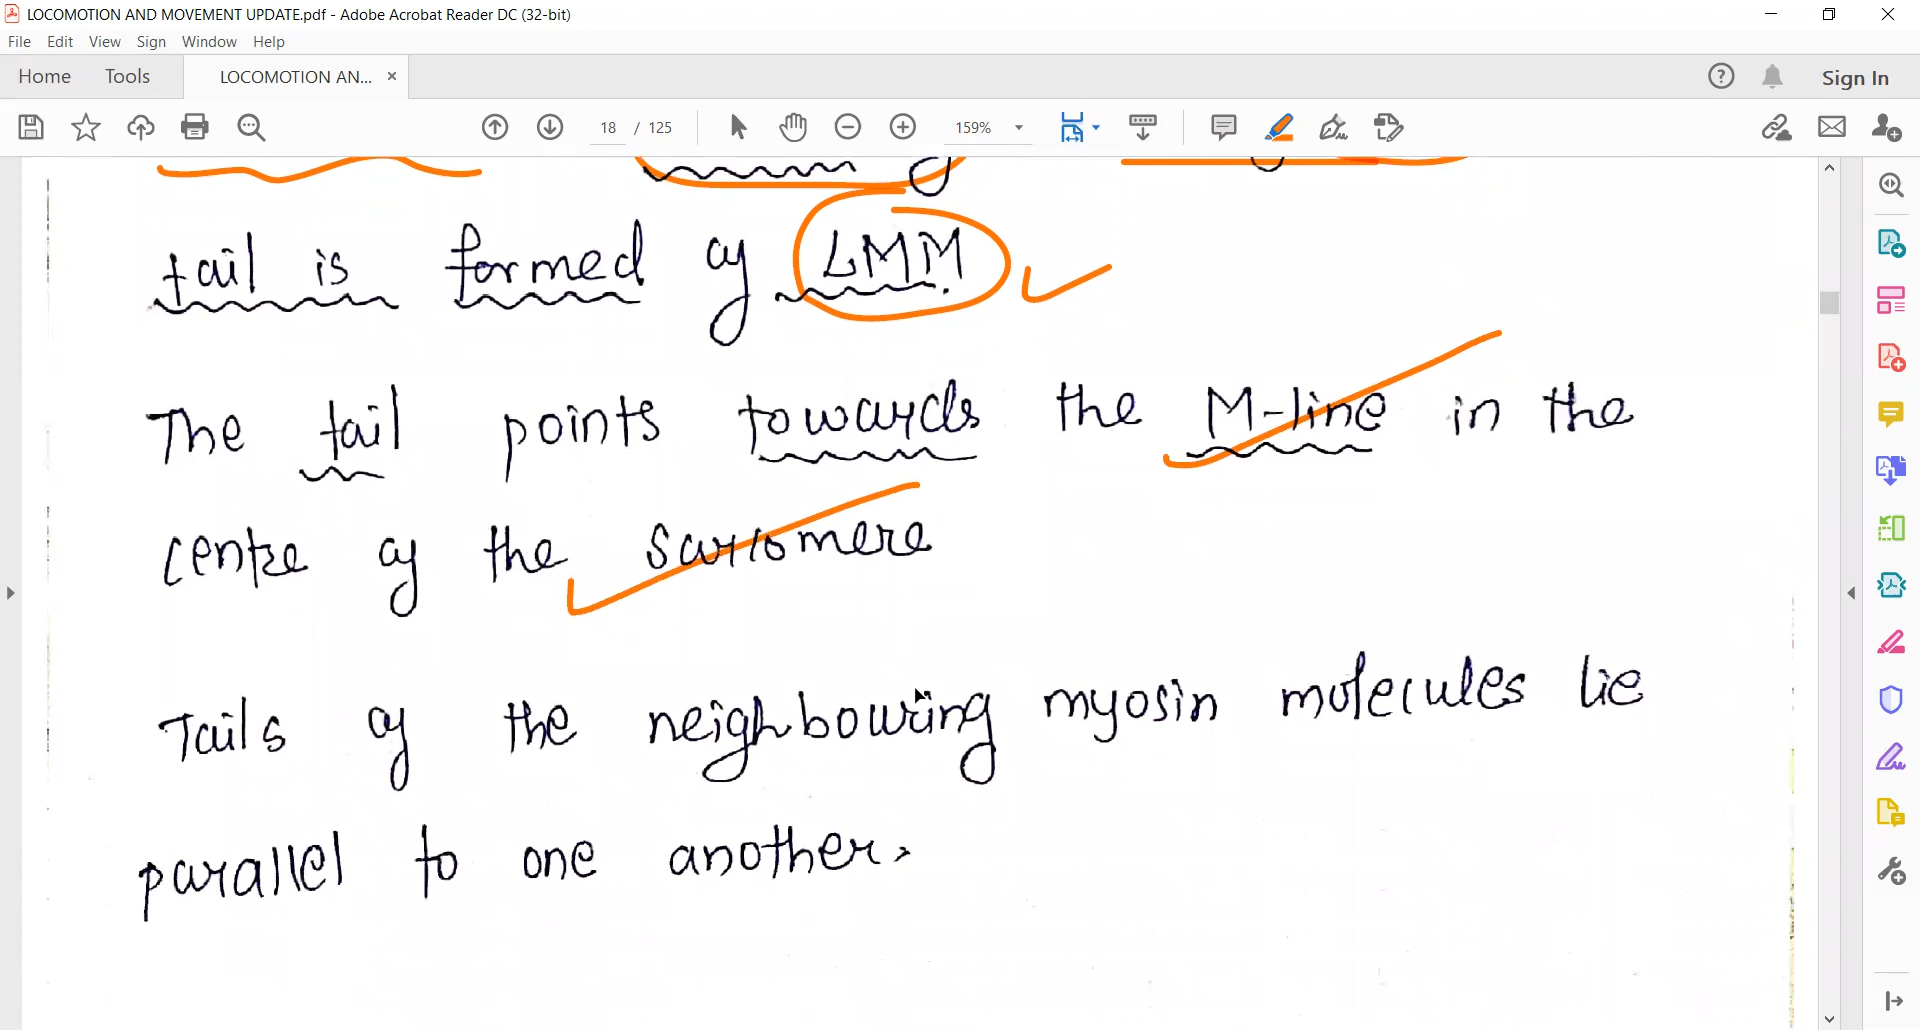 LOCOMOTION AND MOVEMENT UPDATE.pdf - Adobe Acrobat Reader DC (32-bit)
File Edit View Sign Window Help
Home Tools LOCOMOTION AN... × Sign In
18 / 125 159%
tail is formed of LMM.
The tail points towards the M-line in the
centre of the Sarcomere
Tails of the neighbouring myosin molecules lie
parallel to one another.